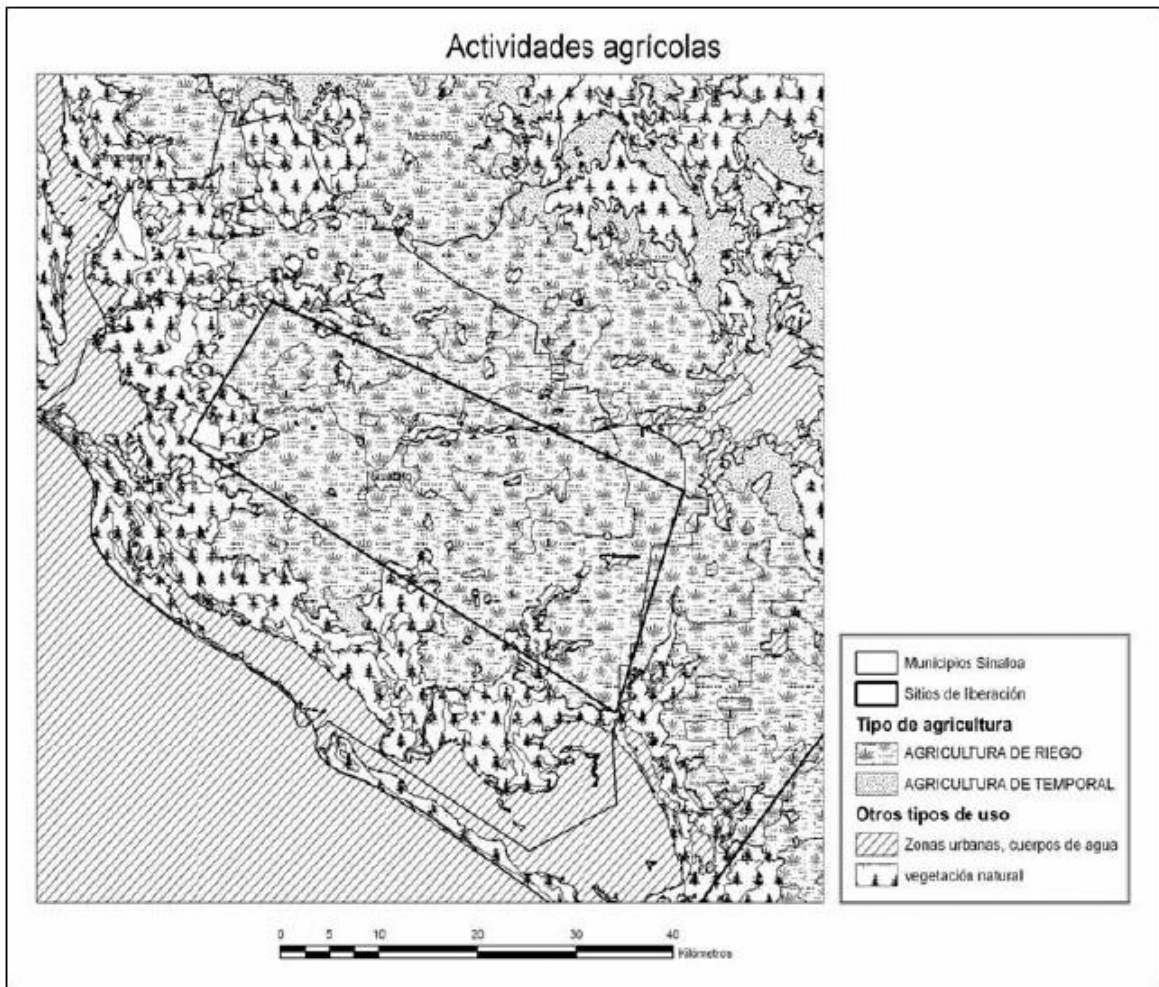 Actividades agrícolas
Municipios Sinaloa
Sitios de liberación
Tipo de agricultura
AGRICULTURA DE RIEGO
AGRICULTURA DE TEMPORAL
Otros tipos de uso
Zonas urbanas, cuerpos de agua
vegetación natural
0 5 10 20 30 40
Kilómetros